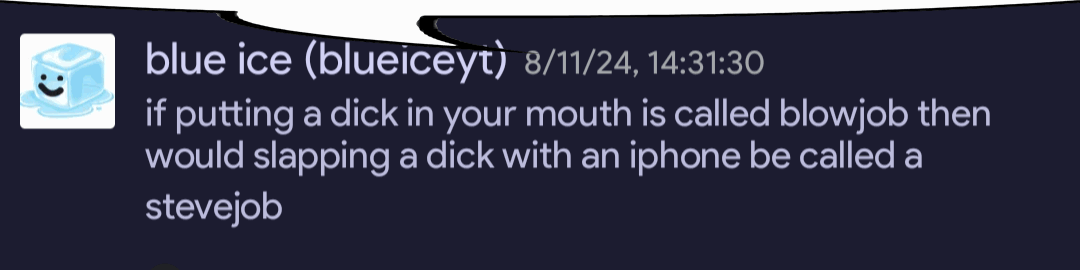 blue ice (blueiceyt) 8/11/24, 14:31:30
if putting a dick in your mouth is called blowjob then
would slapping a dick with an iphone be called a
stevejob